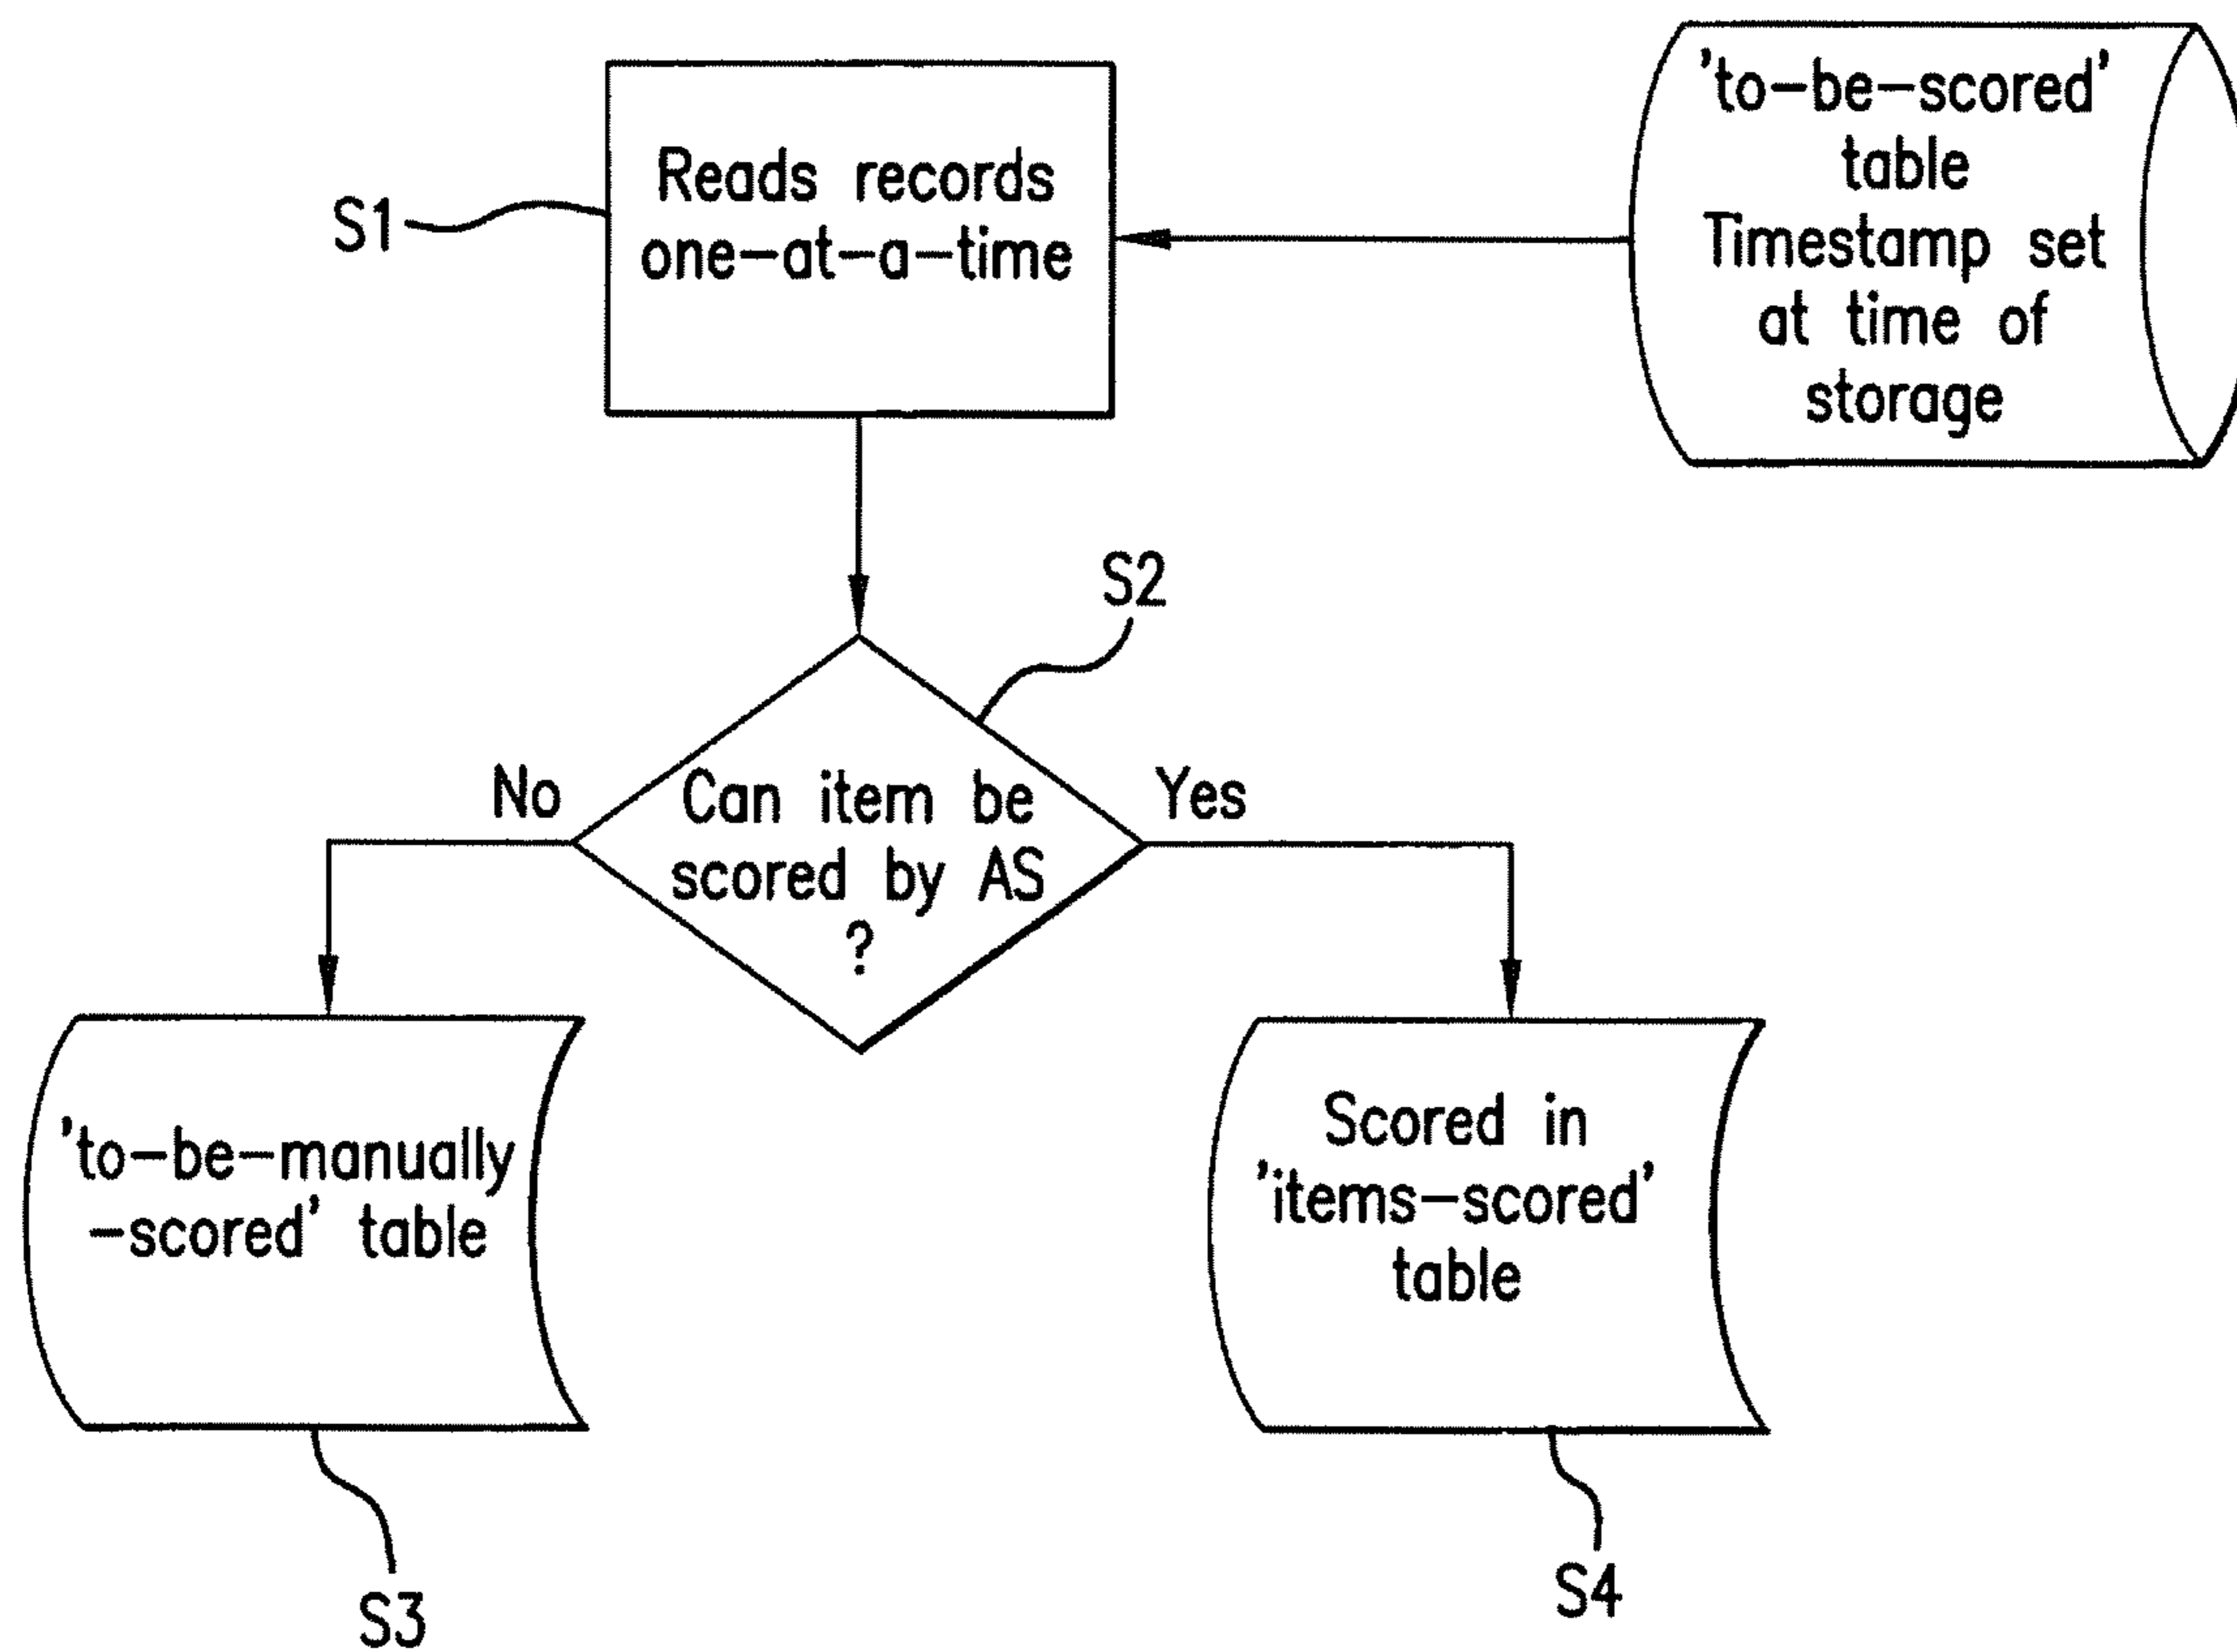 'to-be-scored'
table
Timestamp set
at time of
storage
Reads records
one-at-a-time
S1
S2
No
Can item be
scored by AS
?
Yes
'to-be-manually
-scored' table
Scored in
'items-scored'
table
S3
S4